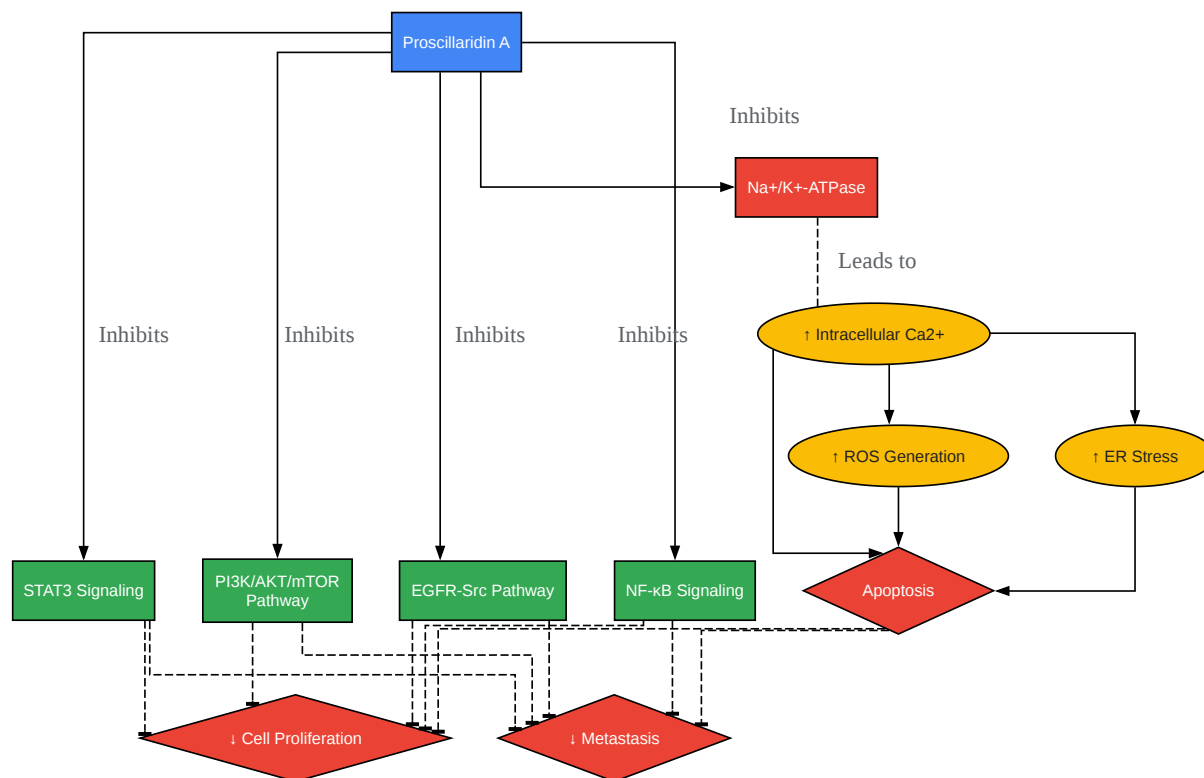 Proscillaridin A
Inhibits
Na+/K+-ATPase
Leads to
Inhibits
Inhibits
Inhibits
Inhibits
↑ Intracellular Ca2+
↑ ROS Generation
↑ ER Stress
STAT3 Signaling
PI3K/AKT/mTOR
Pathway
EGFR-Src Pathway
NF-κB Signaling
Apoptosis
↓ Cell Proliferation
↓ Metastasis